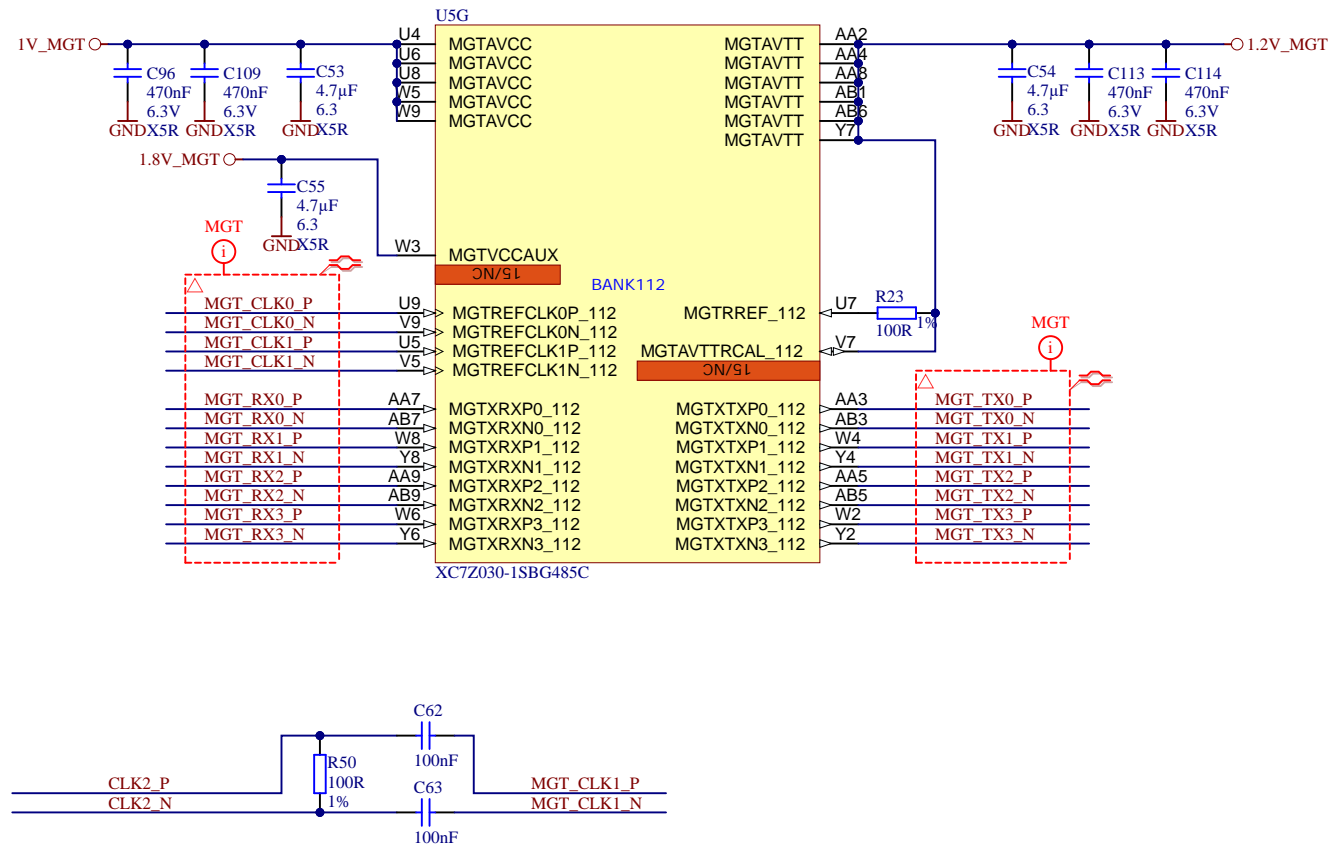 U5G
1V_MGT
C96
470nF
6.3V
X5R
GND
C109
470nF
6.3V
X5R
GND
C53
4.7µF
6.3
X5R
GND
1.8V_MGT
C55
4.7µF
6.3
X5R
GND
U4 MGTAVCC
U6 MGTAVCC
U8 MGTAVCC
W5 MGTAVCC
W9 MGTAVCC
W3 MGTVCCAUX
15/NC
BANK112
MGTAVTT AA2
MGTAVTT AA4
MGTAVTT AA8
MGTAVTT AB1
MGTAVTT AB6
MGTAVTT Y7
1.2V_MGT
C54
4.7µF
6.3
X5R
GND
C113
470nF
6.3V
X5R
GND
C114
470nF
6.3V
X5R
GND
MGT
i
MGT_CLK0_P U9 MGTREFCLK0P_112
MGT_CLK0_N V9 MGTREFCLK0N_112
MGT_CLK1_P U5 MGTREFCLK1P_112
MGT_CLK1_N V5 MGTREFCLK1N_112
MGT_RX0_P AA7 MGTXRXP0_112
MGT_RX0_N AB7 MGTXRXN0_112
MGT_RX1_P W8 MGTXRXP1_112
MGT_RX1_N Y8 MGTXRXN1_112
MGT_RX2_P AA9 MGTXRXP2_112
MGT_RX2_N AB9 MGTXRXN2_112
MGT_RX3_P W6 MGTXRXP3_112
MGT_RX3_N Y6 MGTXRXN3_112
MGTRREF_112 U7
R23
100R
1%
MGTAVTTRCAL_112 V7
15/NC
MGT
i
MGTXTXP0_112 AA3 MGT_TX0_P
MGTXTXN0_112 AB3 MGT_TX0_N
MGTXTXP1_112 W4 MGT_TX1_P
MGTXTXN1_112 Y4 MGT_TX1_N
MGTXTXP2_112 AA5 MGT_TX2_P
MGTXTXN2_112 AB5 MGT_TX2_N
MGTXTXP3_112 W2 MGT_TX3_P
MGTXTXN3_112 Y2 MGT_TX3_N
XC7Z030-1SBG485C
C62
100nF
R50
100R
1%
C63
100nF
CLK2_P
CLK2_N
MGT_CLK1_P
MGT_CLK1_N